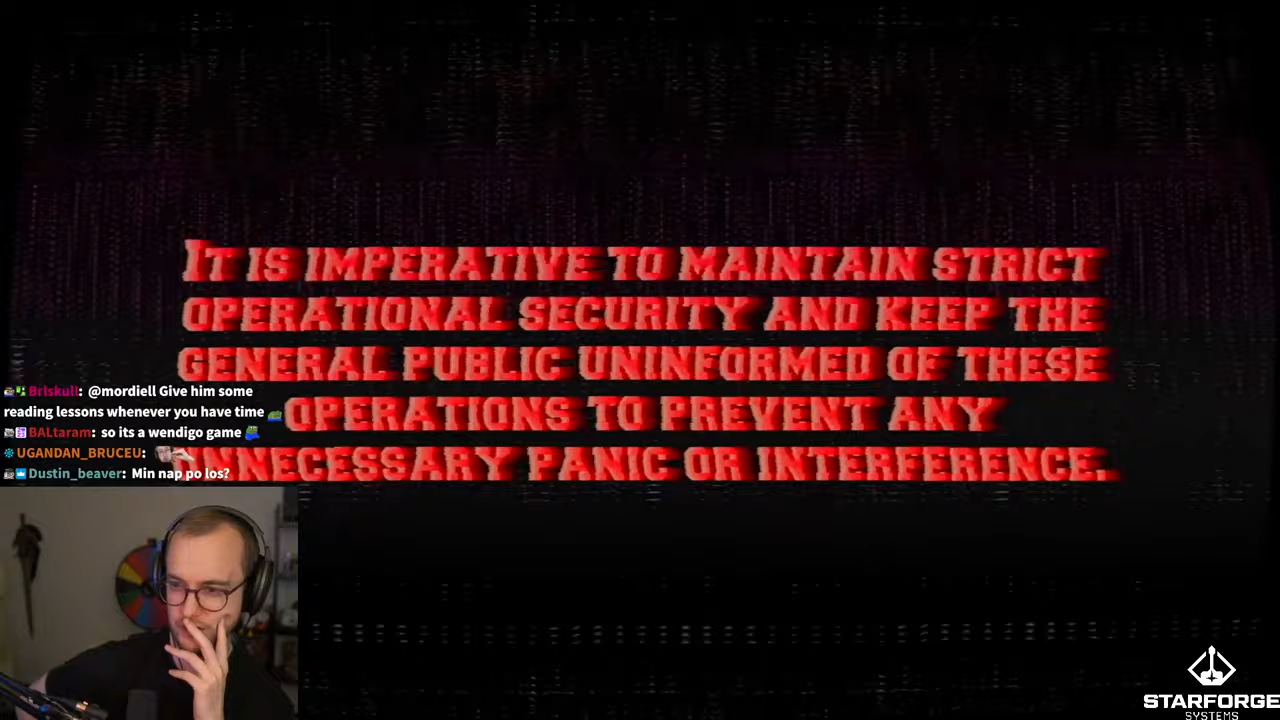 It is imperative to maintain strict
operational security and keep the
general public uninformed of these
operations to prevent any
unnecessary panic or interference.
Br1skull: @mordiell Give him some
reading lessons whenever you have time
BALtaram: so its a wendigo game
UGANDAN_BRUCEU:
Dustin_beaver: Min nap po los?
STARFORGE
SYSTEMS